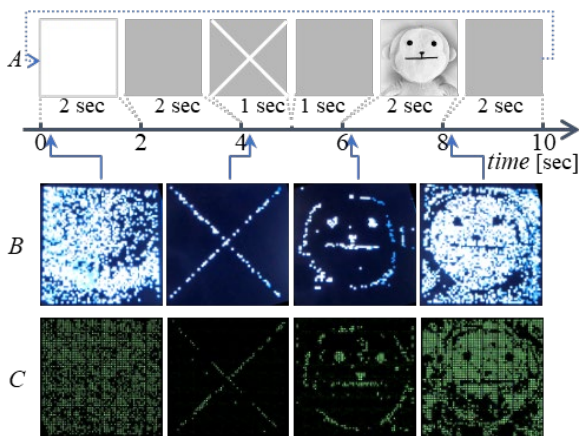 A
2 sec 2 sec 1 sec 1 sec 2 sec 2 sec
0 2 4 6 8 10
time [sec]
B
C